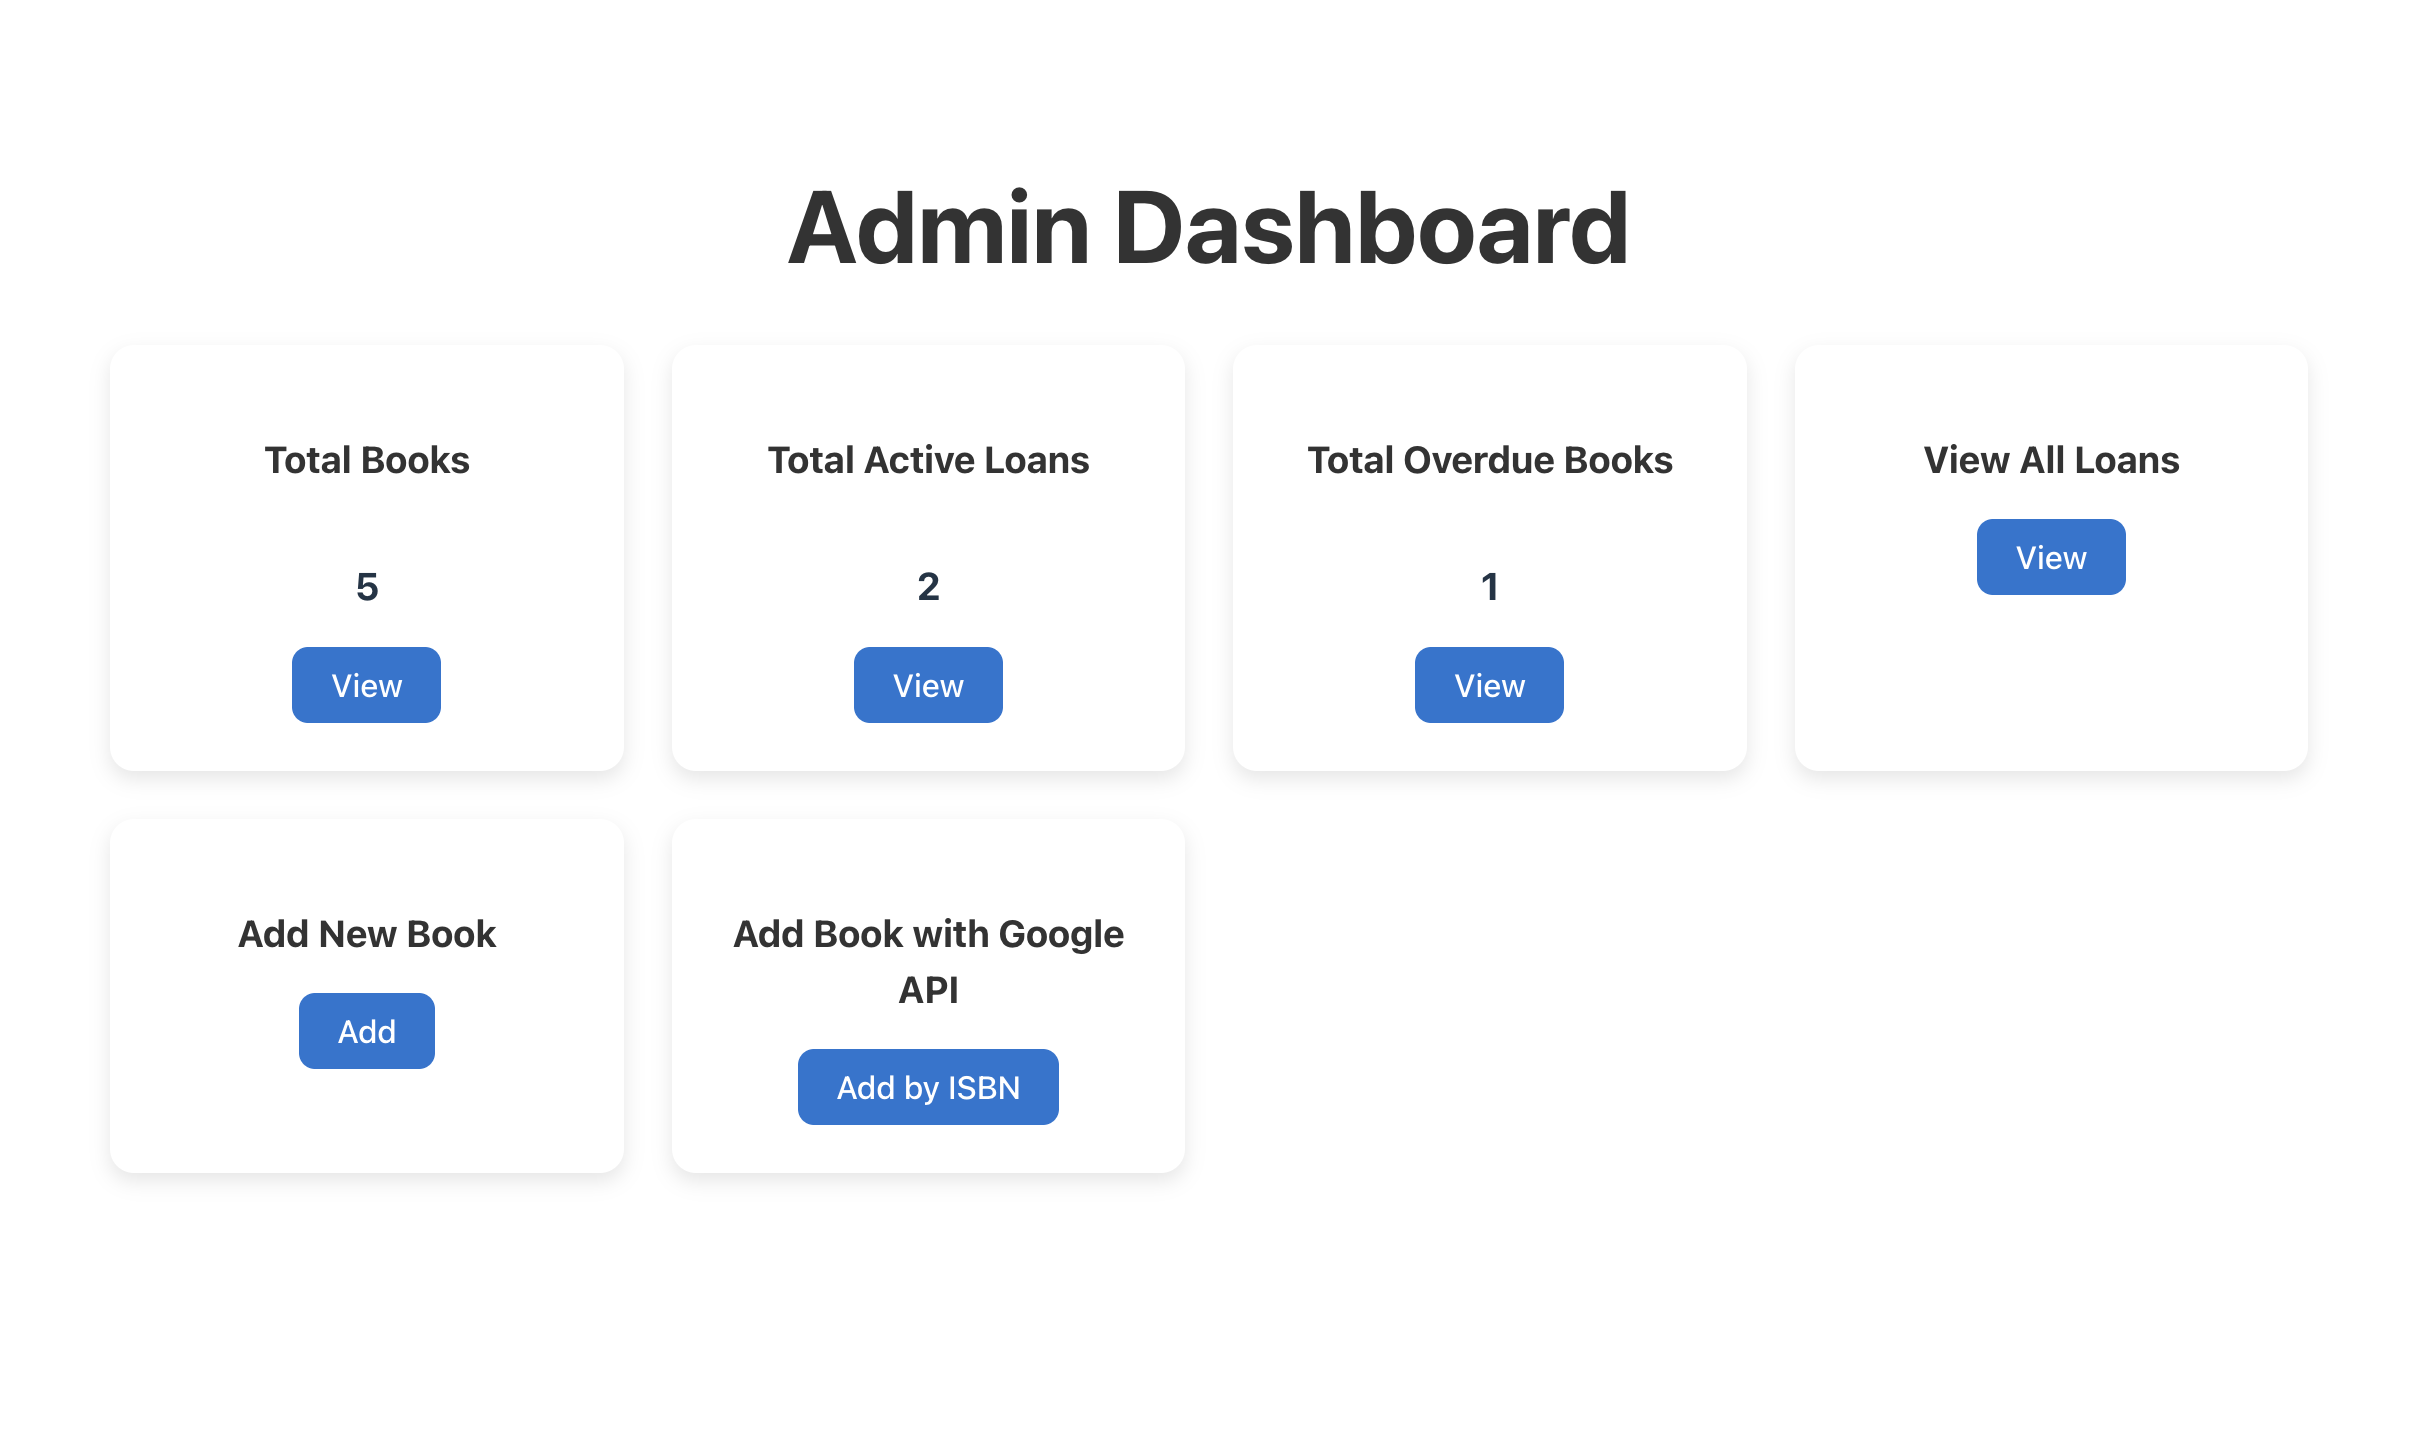 Admin Dashboard
Total Books
5
View
Total Active Loans
2
View
Total Overdue Books
1
View
View All Loans
View
Add New Book
Add
Add Book with Google
API
Add by ISBN